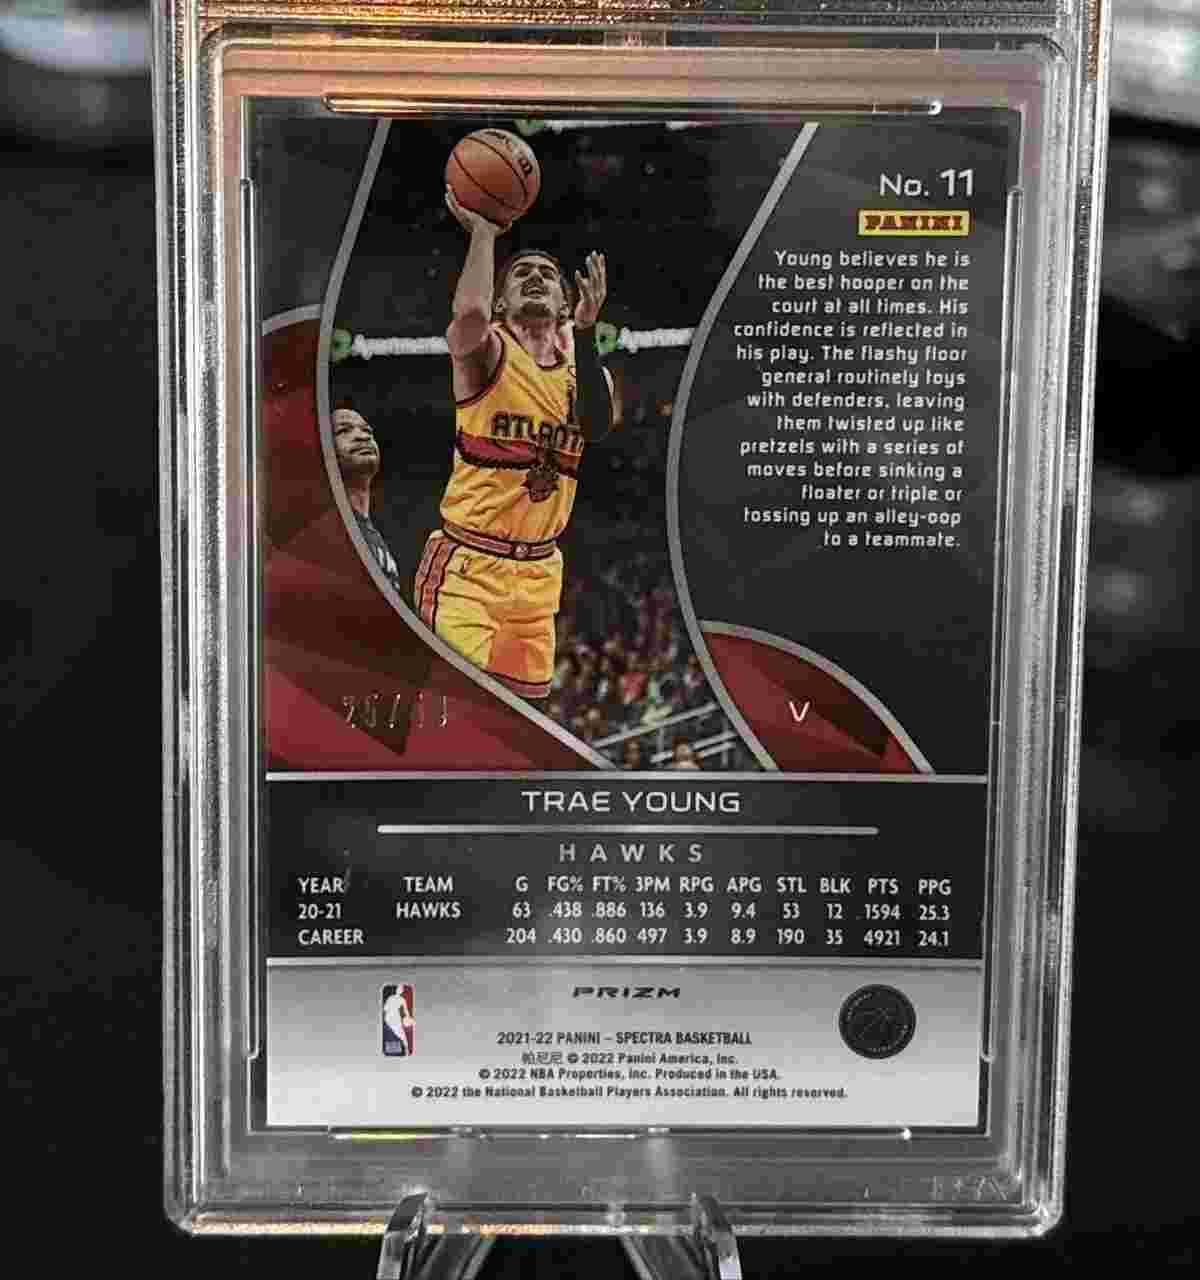 No. 11
PANINI
Young believes he is
the best hooper on the
court at all times. His
confidence is reflected in
his play. The flashy floor
general routinely toys
with defenders, leaving
them twisted up like
pretzels with a series of
moves before sinking a
floater or triple or
tossing up an alley-oop
to a teammate.
Apartments
Apartments
ATLANT
V
TRAE YOUNG
HAWKS
YEAR TEAM G FG% FT% 3PM RPG APG STL BLK PTS PPG
20-21 HAWKS 63 .438 .886 136 3.9 9.4 53 12 1594 25.3
CAREER 204 .430 .860 497 3.9 8.9 190 35 4921 24.1
PRIZM
2021-22 PANINI – SPECTRA BASKETBALL
帕尼尼 © 2022 Panini America, Inc.
© 2022 NBA Properties, Inc. Produced in the USA.
© 2022 the National Basketball Players Association. All rights reserved.